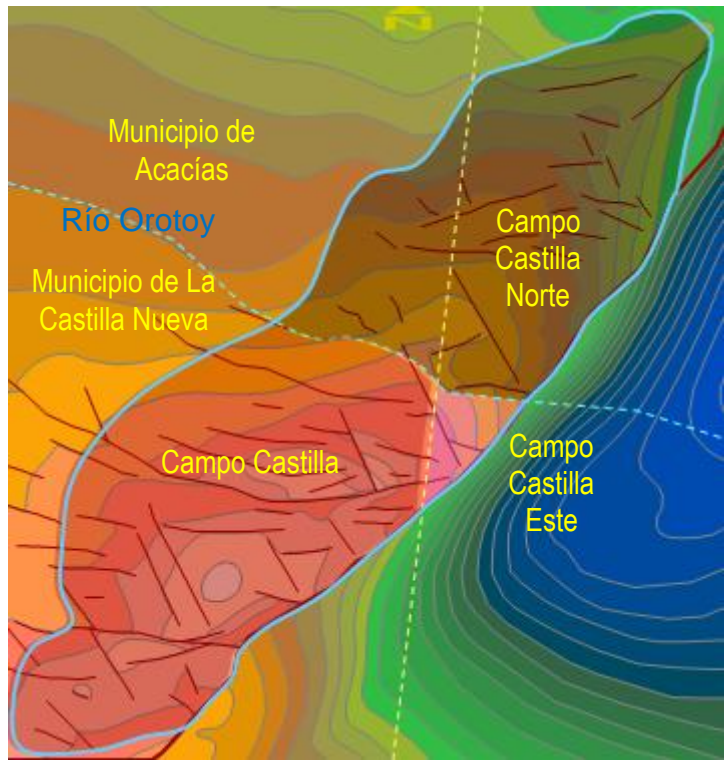 Municipio de
Acacías
Río Orotoy
Municipio de La
Castilla Nueva
Campo
Castilla
Norte
Campo Castilla
Campo
Castilla
Este